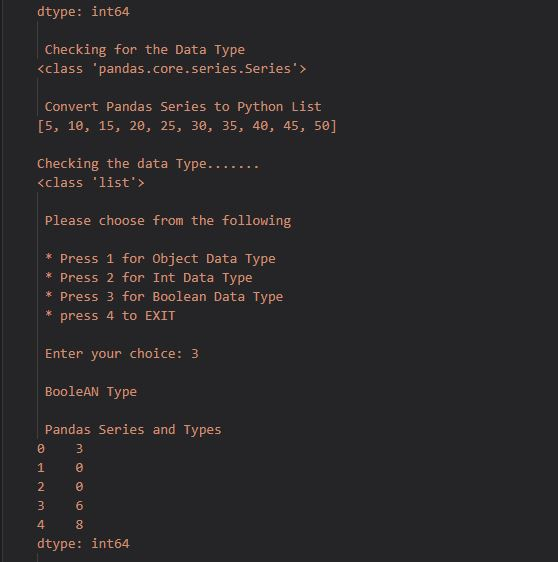 dtype: int64
Checking for the Data Type
<class 'pandas.core.series.Series'>
Convert Pandas Series to Python List
[5, 10, 15, 20, 25, 30, 35, 40, 45, 50]
Checking the data Type.......
<class 'list'>
Please choose from the following
* Press 1 for Object Data Type
* Press 2 for Int Data Type
* Press 3 for Boolean Data Type
* press 4 to EXIT
Enter your choice: 3
BooleAN Type
Pandas Series and Types
0    3
1    0
2    0
3    6
4    8
dtype: int64